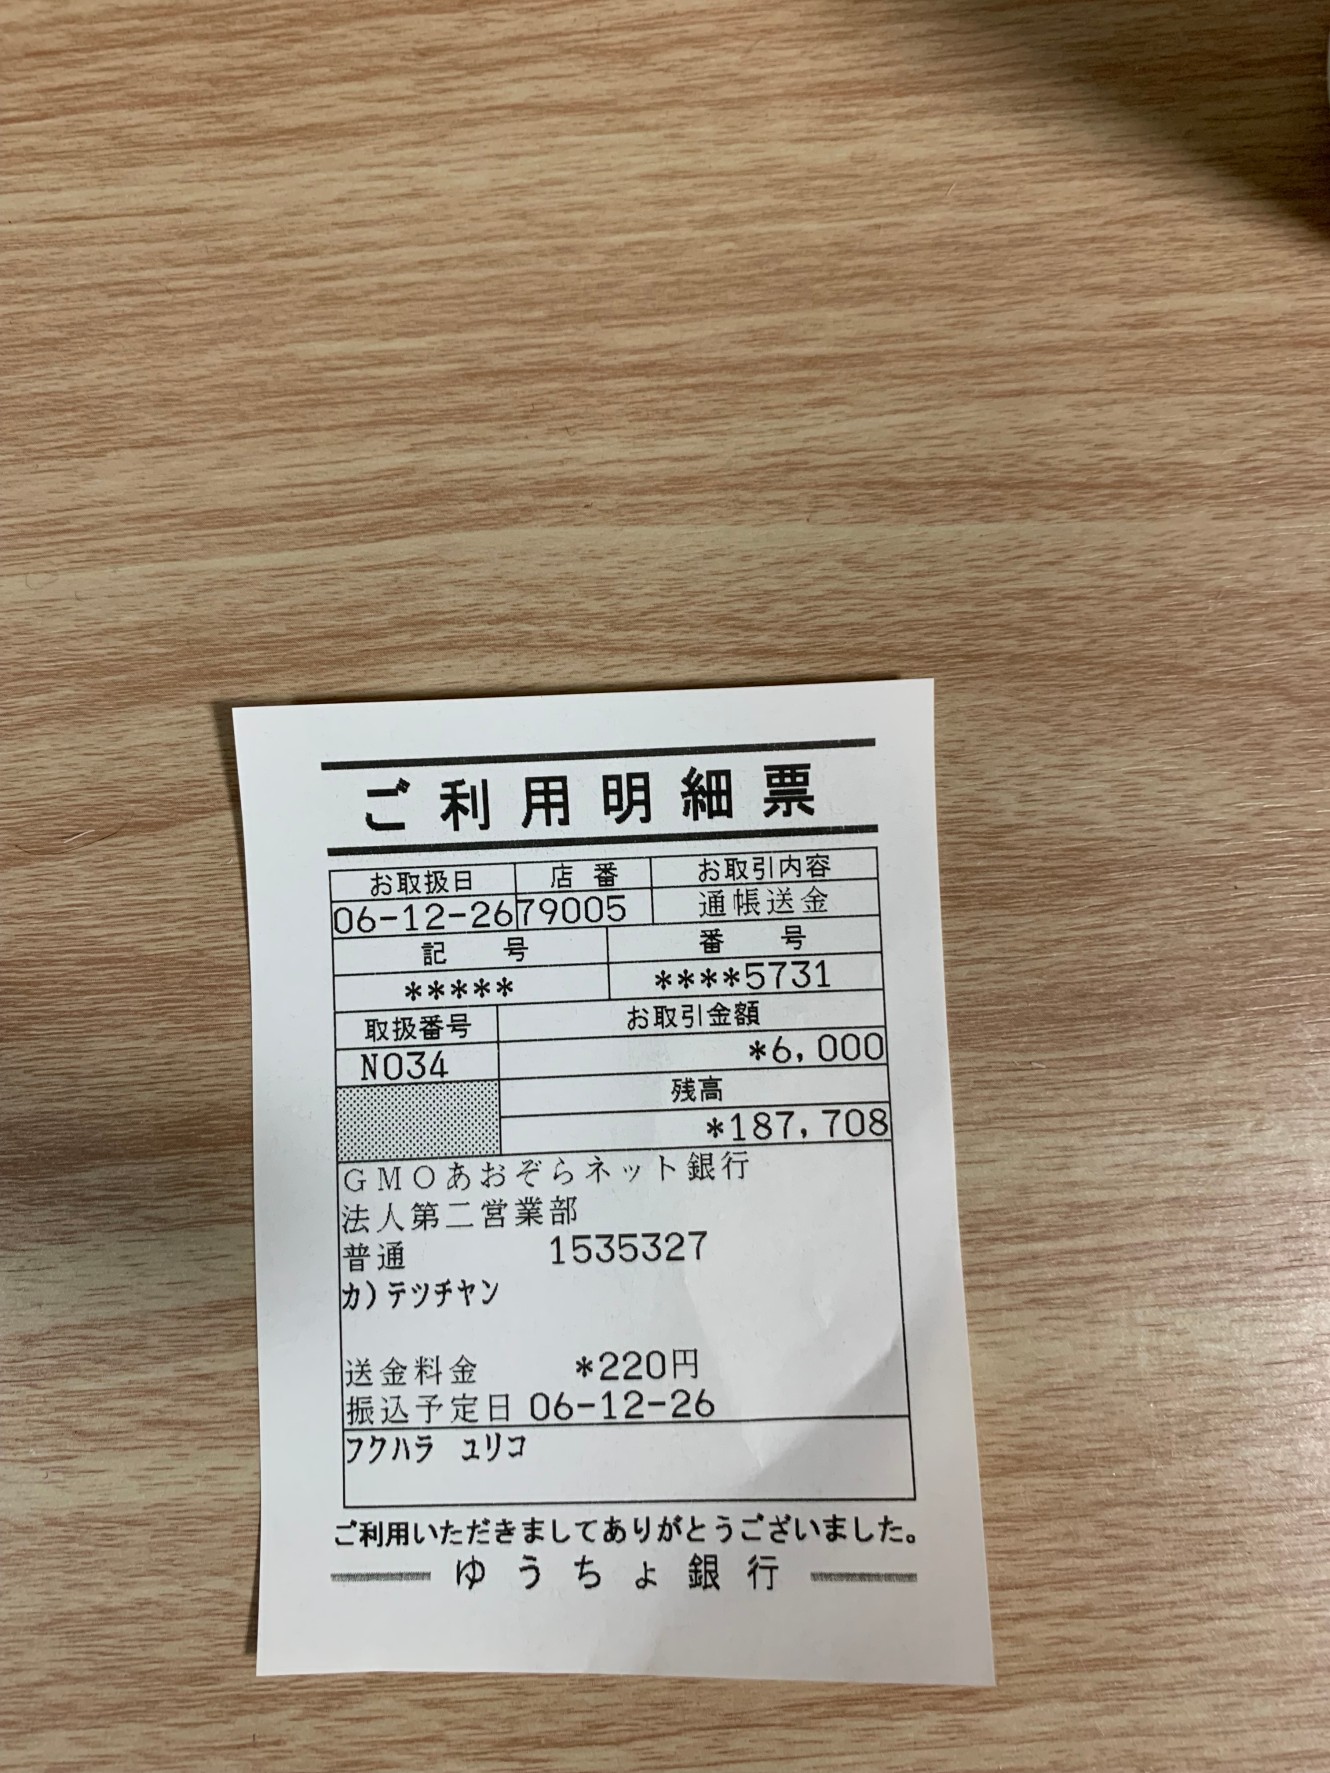 ご利用明細票
お取扱日 店番 お取引内容
06-12-26 79005 通帳送金
記号 番号
***** ****5731
取扱番号 お取引金額
N034 *6,000
残高
*187,708
GMOあおぞらネット銀行
法人第二営業部
普通 1535327
カ)テツチヤン
送金料金 *220円
振込予定日 06-12-26
フクハラ ユリコ
ご利用いただきましてありがとうございました。
ゆうちょ銀行